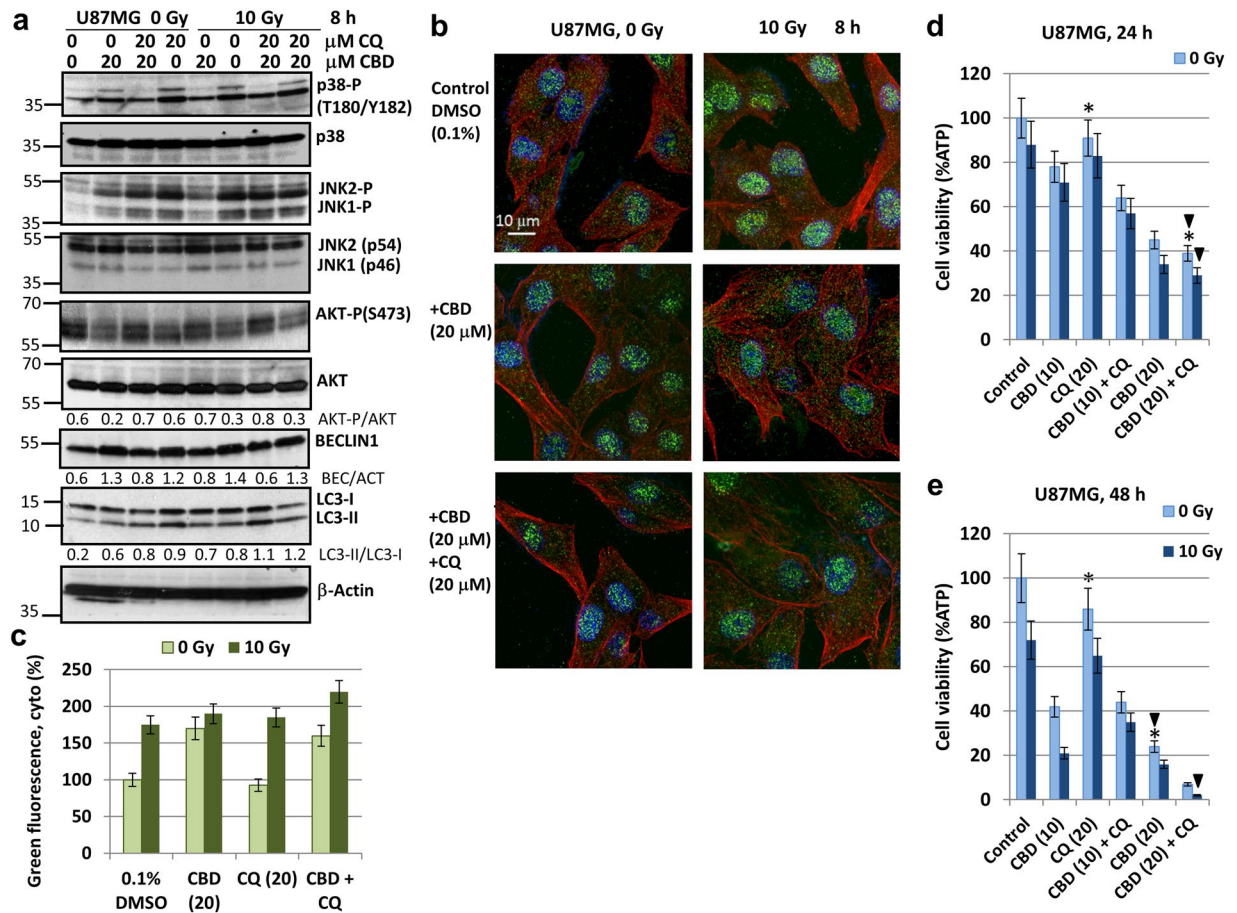 a
U87MG 0 Gy 10 Gy 8 h
0 0 20 20 0 0 20 20 μM CQ
0 20 0 20 20 0 20 20 μM CBD
p38-P
35 (T180/Y182)
p38
35
55
JNK2-P
JNK1-P
35
55
JNK2 (p54)
JNK1 (p46)
35
70
AKT-P(S473)
55
70
AKT
55
0.6 0.2 0.7 0.6 0.7 0.3 0.8 0.3 AKT-P/AKT
BECLIN1
55
0.6 1.3 0.8 1.2 0.8 1.4 0.6 1.3 BEC/ACT
15 LC3-I
10 LC3-II
0.2 0.6 0.8 0.9 0.7 0.8 1.1 1.2 LC3-II/LC3-I
β-Actin
35
b
U87MG, 0 Gy 10 Gy 8 h
Control
DMSO
(0.1%)
10 μm
+CBD
(20 μM)
+CBD
(20 μM)
+CQ
(20 μM)
c
0 Gy 10 Gy
Green fluorescence, cyto (%)
250
200
150
100
50
0
0.1% DMSO
CBD (20)
CQ (20)
CBD + CQ
d
U87MG, 24 h
0 Gy
Cell viability (%ATP)
120
100
80
60
40
20
0
*
*
Control
CBD (10)
CQ (20)
CBD (10) + CQ
CBD (20)
CBD (20) + CQ
e
U87MG, 48 h
0 Gy
10 Gy
Cell viability (%ATP)
120
100
80
60
40
20
0
*
*
Control
CBD (10)
CQ (20)
CBD (10) + CQ
CBD (20)
CBD (20) + CQ